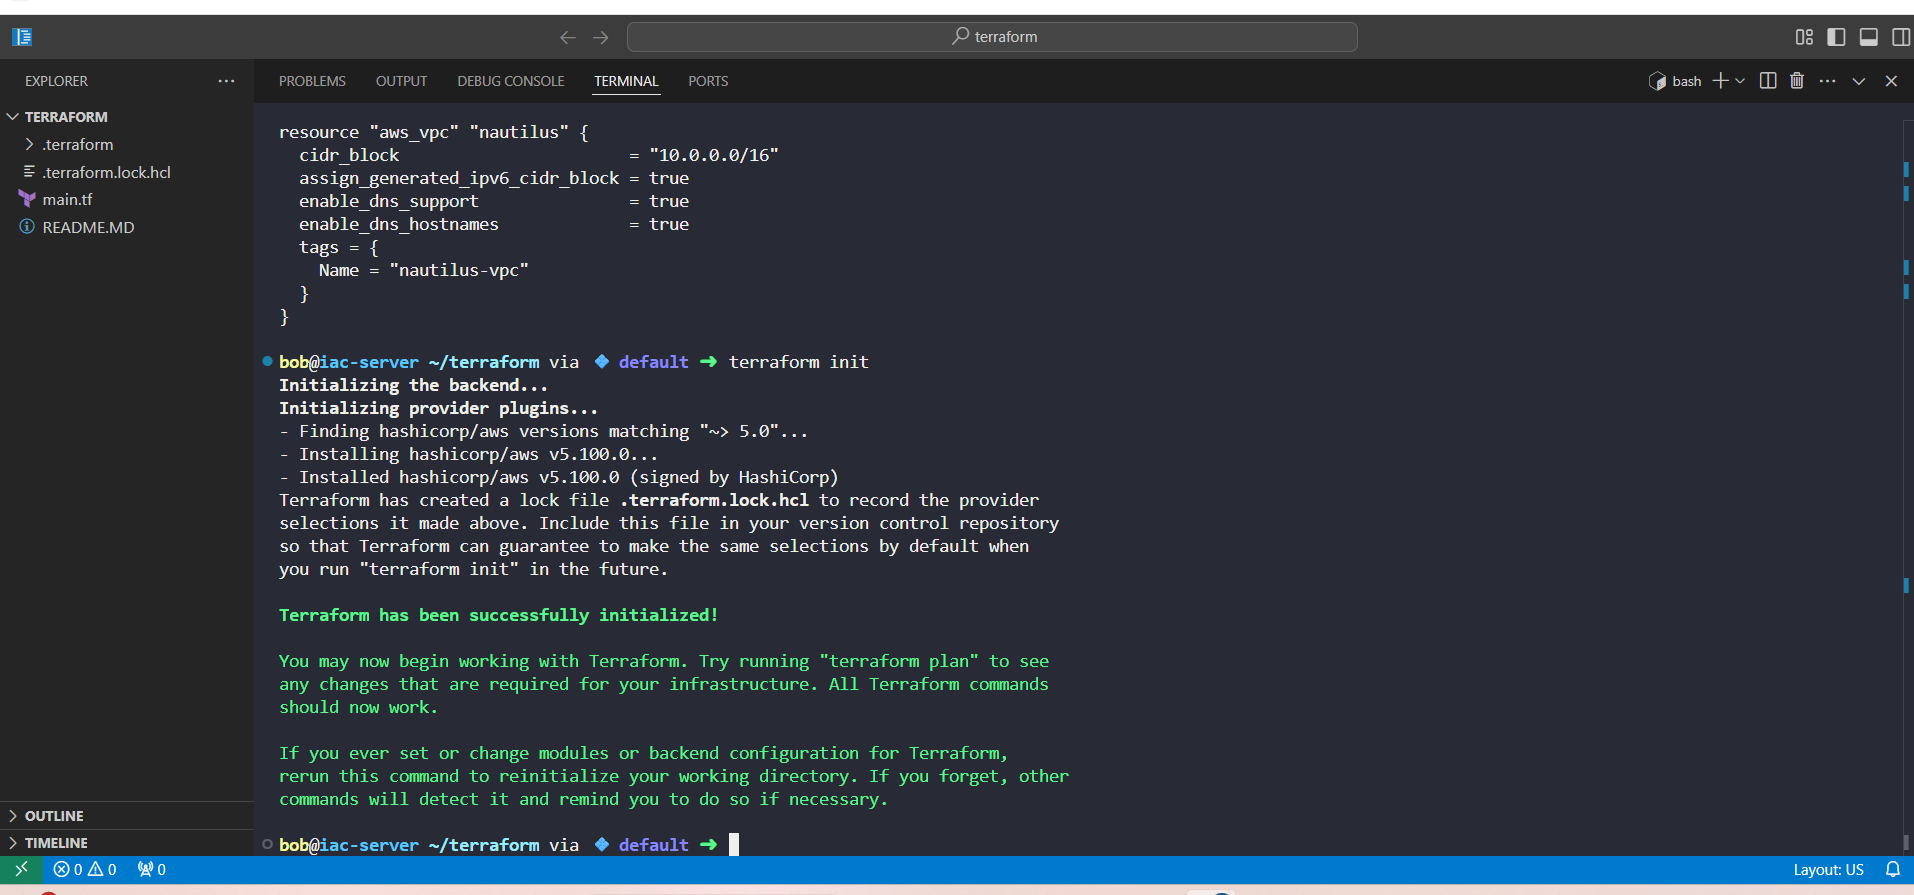 terraform
EXPLORER
PROBLEMS OUTPUT DEBUG CONSOLE TERMINAL PORTS
bash
TERRAFORM
.terraform
.terraform.lock.hcl
main.tf
README.MD
resource "aws_vpc" "nautilus" {
  cidr_block                       = "10.0.0.0/16"
  assign_generated_ipv6_cidr_block = true
  enable_dns_support               = true
  enable_dns_hostnames             = true
  tags = {
    Name = "nautilus-vpc"
  }
}
bob@iac-server ~/terraform via 🔷 default ➜ terraform init
Initializing the backend...
Initializing provider plugins...
- Finding hashicorp/aws versions matching "~> 5.0"...
- Installing hashicorp/aws v5.100.0...
- Installed hashicorp/aws v5.100.0 (signed by HashiCorp)
Terraform has created a lock file .terraform.lock.hcl to record the provider
selections it made above. Include this file in your version control repository
so that Terraform can guarantee to make the same selections by default when
you run "terraform init" in the future.
Terraform has been successfully initialized!
You may now begin working with Terraform. Try running "terraform plan" to see
any changes that are required for your infrastructure. All Terraform commands
should now work.
If you ever set or change modules or backend configuration for Terraform,
rerun this command to reinitialize your working directory. If you forget, other
commands will detect it and remind you to do so if necessary.
bob@iac-server ~/terraform via 🔷 default ➜
OUTLINE
TIMELINE
0 0 0
Layout: US